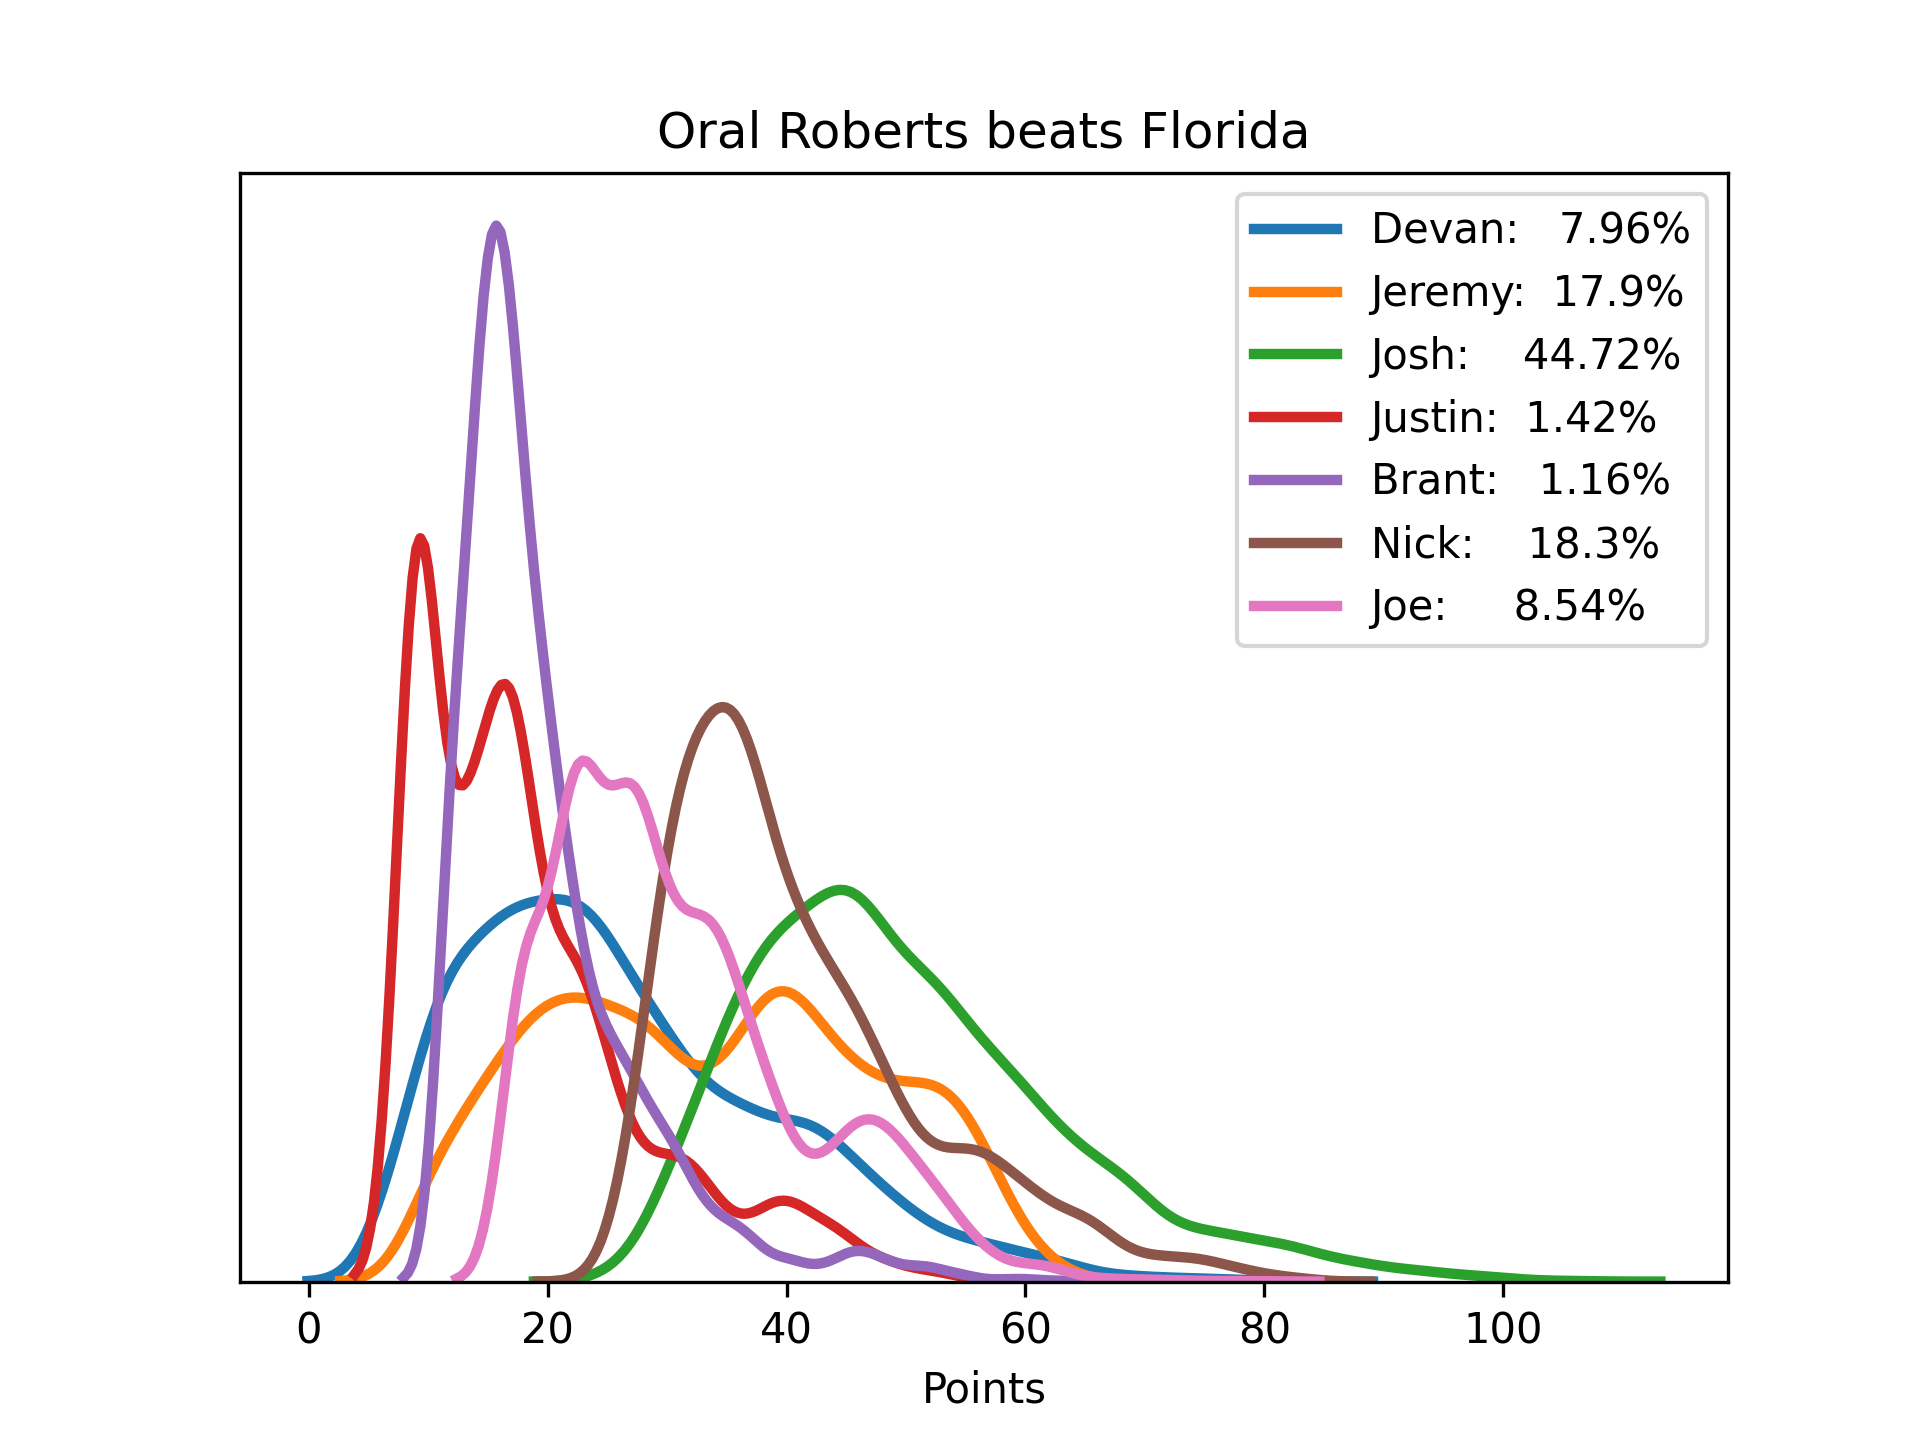 Oral Roberts beats Florida
Devan: 7.96%
Jeremy: 17.9%
Josh: 44.72%
Justin: 1.42%
Brant: 1.16%
Nick: 18.3%
Joe: 8.54%
0 20 40 60 80 100
Points